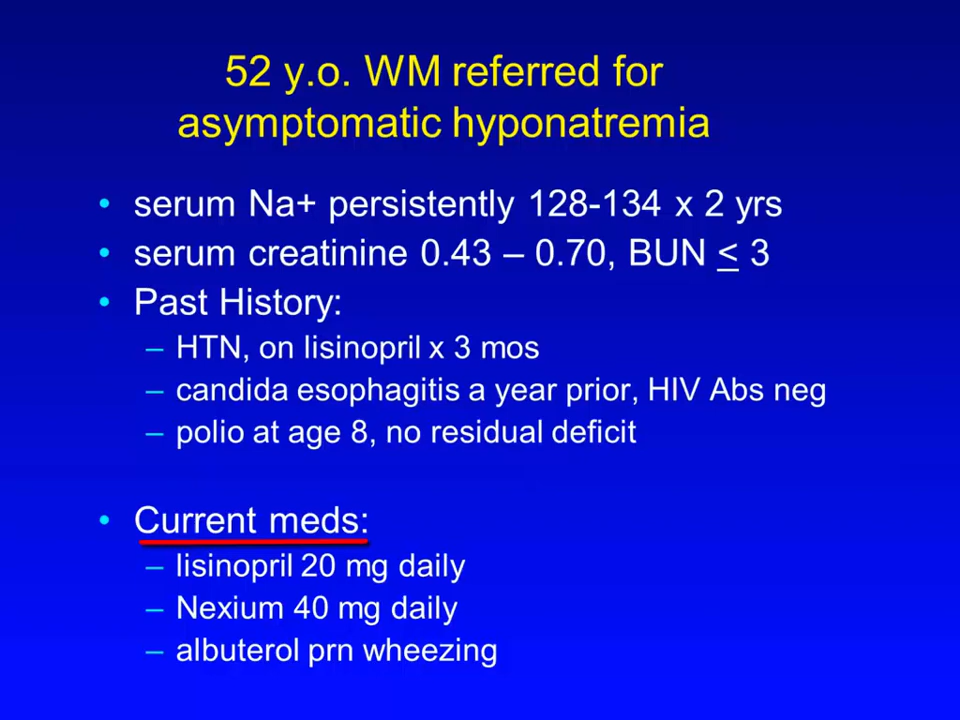 52 y.o. WM referred for
asymptomatic hyponatremia
• serum Na+ persistently 128-134 x 2 yrs
• serum creatinine 0.43 – 0.70, BUN < 3
• Past History:
– HTN, on lisinopril x 3 mos
– candida esophagitis a year prior, HIV Abs neg
– polio at age 8, no residual deficit
• Current meds:
– lisinopril 20 mg daily
– Nexium 40 mg daily
– albuterol prn wheezing